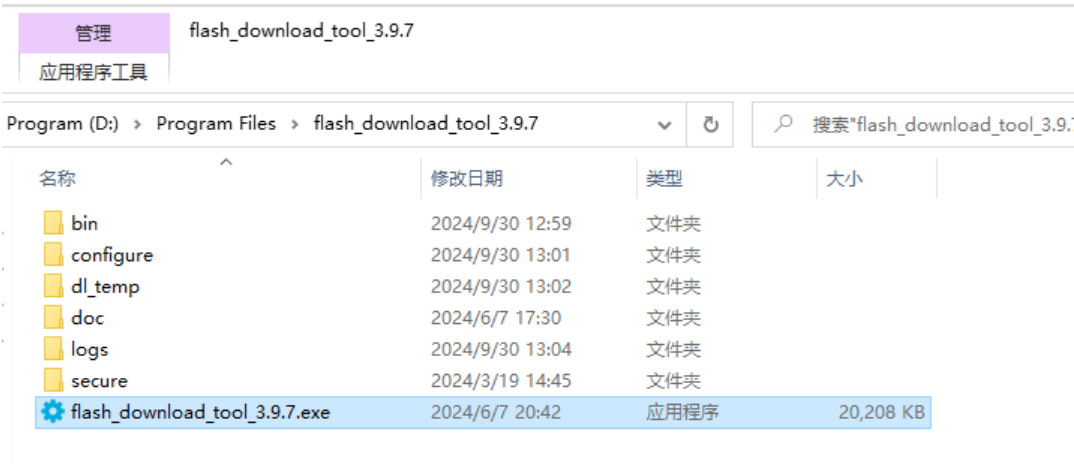 管理 flash_download_tool_3.9.7
应用程序工具
Program (D:) > Program Files > flash_download_tool_3.9.7 搜索"flash_download_tool_3.9.7
名称 修改日期 类型 大小
bin 2024/9/30 12:59 文件夹
configure 2024/9/30 13:01 文件夹
dl_temp 2024/9/30 13:02 文件夹
doc 2024/6/7 17:30 文件夹
logs 2024/9/30 13:04 文件夹
secure 2024/3/19 14:45 文件夹
flash_download_tool_3.9.7.exe 2024/6/7 20:42 应用程序 20,208 KB